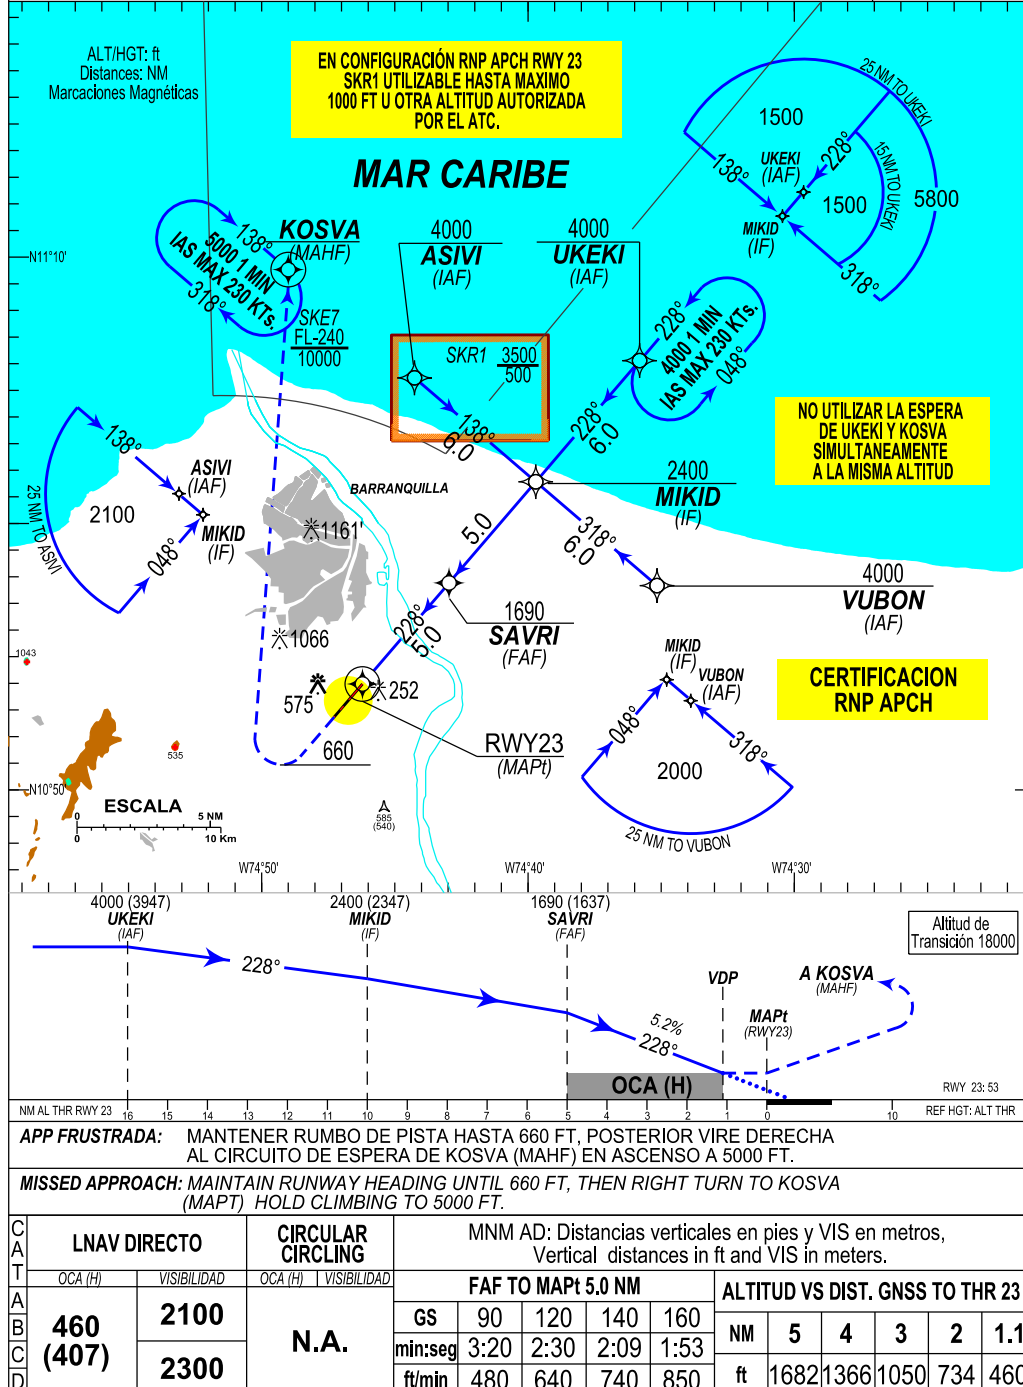 ALT/HGT: ft
Distances: NM
Marcaciones Magnéticas
EN CONFIGURACIÓN RNP APCH RWY 23
SKR1 UTILIZABLE HASTA MAXIMO
1000 FT U OTRA ALTITUD AUTORIZADA
POR EL ATC.
MAR CARIBE
25 NM TO UKEKI
1500
138°
UKEKI
(IAF)
228°
15 NM TO UKEKI
1500
5800
MIKID
(IF)
318°
KOSVA
(MAHF)
138°
5000 1 MIN
IAS MAX 230 KTs.
318°
N11°10'
4000
ASIVI
(IAF)
4000
UKEKI
(IAF)
SKE7
FL-240
10000
SKR1
3500
500
228°
4000 1 MIN
IAS MAX 230 KTs.
048°
138°
6.0
228°
6.0
NO UTILIZAR LA ESPERA
DE UKEKI Y KOSVA
SIMULTANEAMENTE
A LA MISMA ALTITUD
138°
ASIVI
(IAF)
25 NM TO ASIVI
2100
MIKID
(IF)
048°
BARRANQUILLA
1161'
2400
MIKID
(IF)
5.0
318°
6.0
4000
VUBON
(IAF)
1690
SAVRI
(FAF)
228°
5.0
1066
1043
575
252
MIKID
(IF)
VUBON
(IAF)
048°
318°
2000
25 NM TO VUBON
CERTIFICACION
RNP APCH
RWY23
(MAPt)
660
535
N10°50'
ESCALA
0
5 NM
0
10 Km
585
(540)
W74°50'
W74°40'
W74°30'
4000 (3947)
UKEKI
(IAF)
2400 (2347)
MIKID
(IF)
1690 (1637)
SAVRI
(FAF)
Altitud de
Transición 18000
228°
VDP
A KOSVA
(MAHF)
MAPt
(RWY23)
5.2%
228°
OCA (H)
RWY 23: 53
NM AL THR RWY 23 16 15 14 13 12 11 10 9 8 7 6 5 4 3 2 1 0 10 REF HGT: ALT THR
APP FRUSTRADA: MANTENER RUMBO DE PISTA HASTA 660 FT, POSTERIOR VIRE DERECHA
AL CIRCUITO DE ESPERA DE KOSVA (MAHF) EN ASCENSO A 5000 FT.
MISSED APPROACH: MAINTAIN RUNWAY HEADING UNTIL 660 FT, THEN RIGHT TURN TO KOSVA
(MAPT) HOLD CLIMBING TO 5000 FT.
CAT
LNAV DIRECTO
CIRCULAR
CIRCLING
MNM AD: Distancias verticales en pies y VIS en metros,
Vertical distances in ft and VIS in meters.
OCA (H) VISIBILIDAD OCA (H) VISIBILIDAD
FAF TO MAPt 5.0 NM
ALTITUD VS DIST. GNSS TO THR 23
A
B
C
D
460
(407)
2100
2300
N.A.
GS 90 120 140 160
min:seg 3:20 2:30 2:09 1:53
ft/min 480 640 740 850
NM 5 4 3 2 1.1
ft 1682 1366 1050 734 460